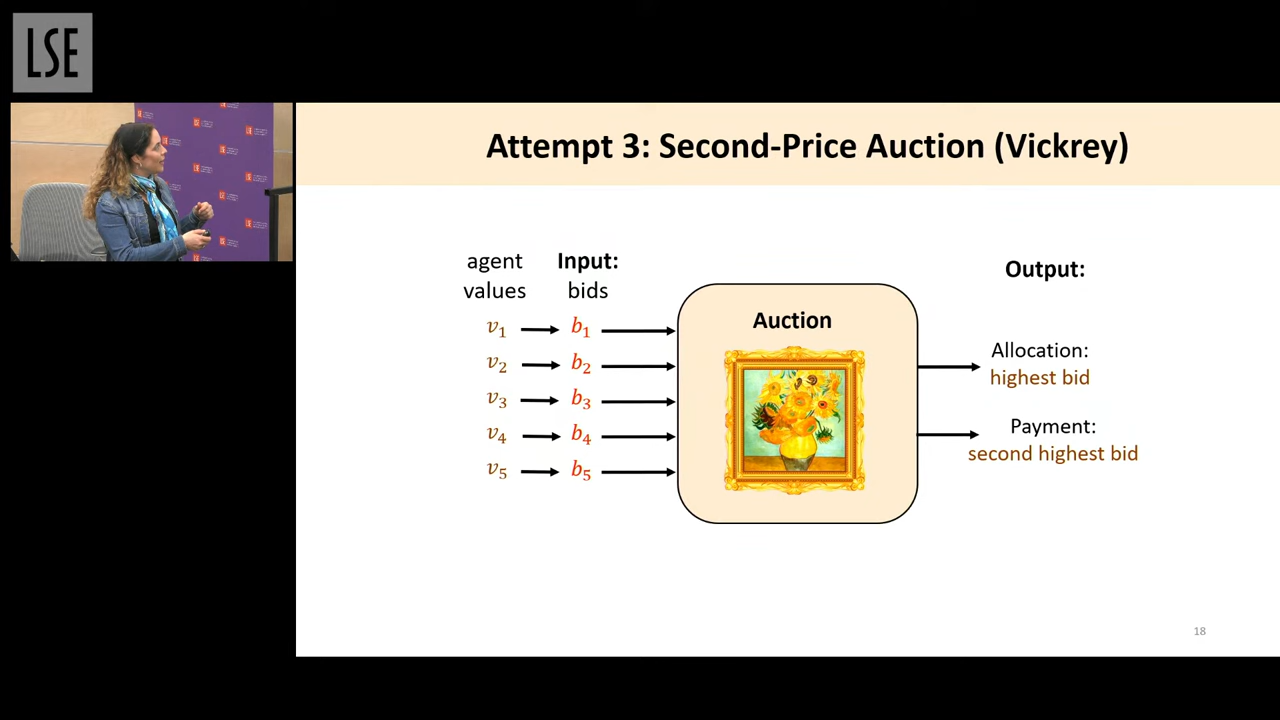 LSE
Attempt 3: Second-Price Auction (Vickrey)
agent
values
Input:
bids
Output:
Auction
v₁
b₁
v₂
b₂
v₃
b₃
v₄
b₄
v₅
b₅
Allocation:
highest bid
Payment:
second highest bid
18